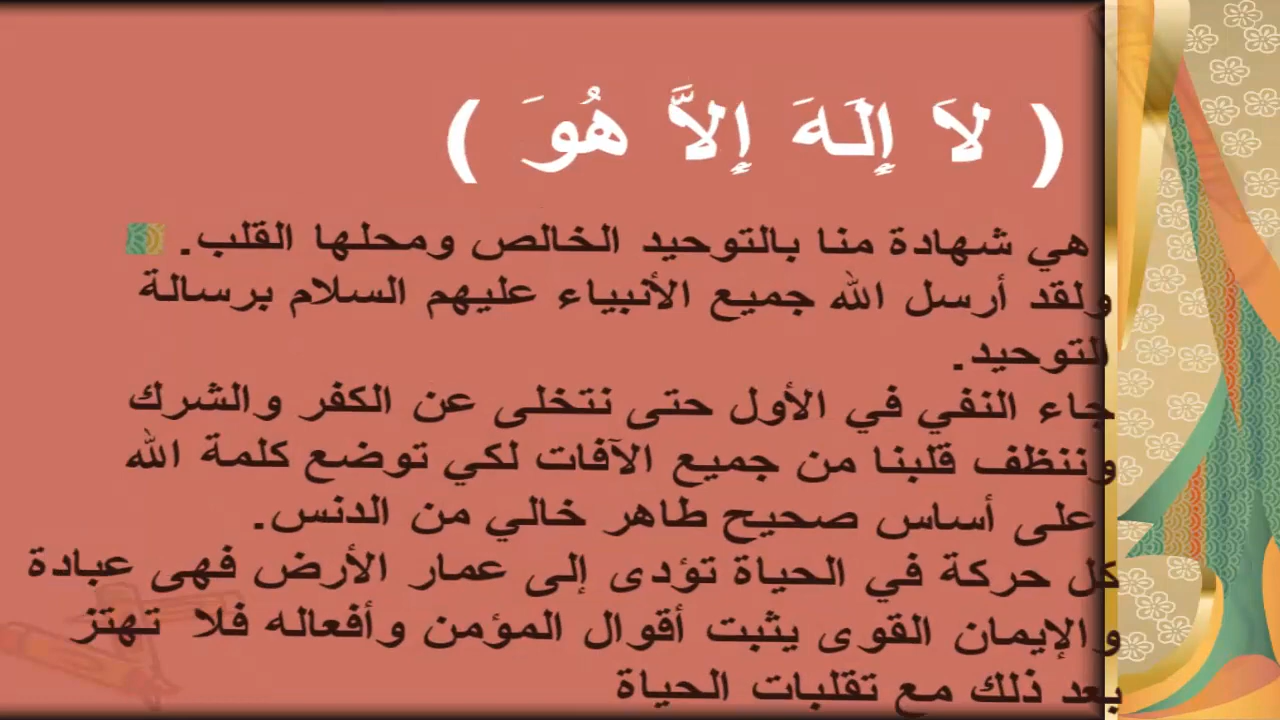 ( لاَ إِلَـهَ إِلاَّ هُوَ )
هي شهادة منا بالتوحيد الخالص ومحلها القلب.
ولقد أرسل الله جميع الأنبياء عليهم السلام برسالة
التوحيد.
جاء النفي في الأول حتى نتخلى عن الكفر والشرك
وننظف قلبنا من جميع الآفات لكي توضع كلمة الله
على أساس صحيح طاهر خالي من الدنس.
كل حركة في الحياة تؤدى إلى عمار الأرض فهى عبادة
والإيمان القوى يثبت أقوال المؤمن وأفعاله فلا تهتز
بعد ذلك مع تقلبات الحياة